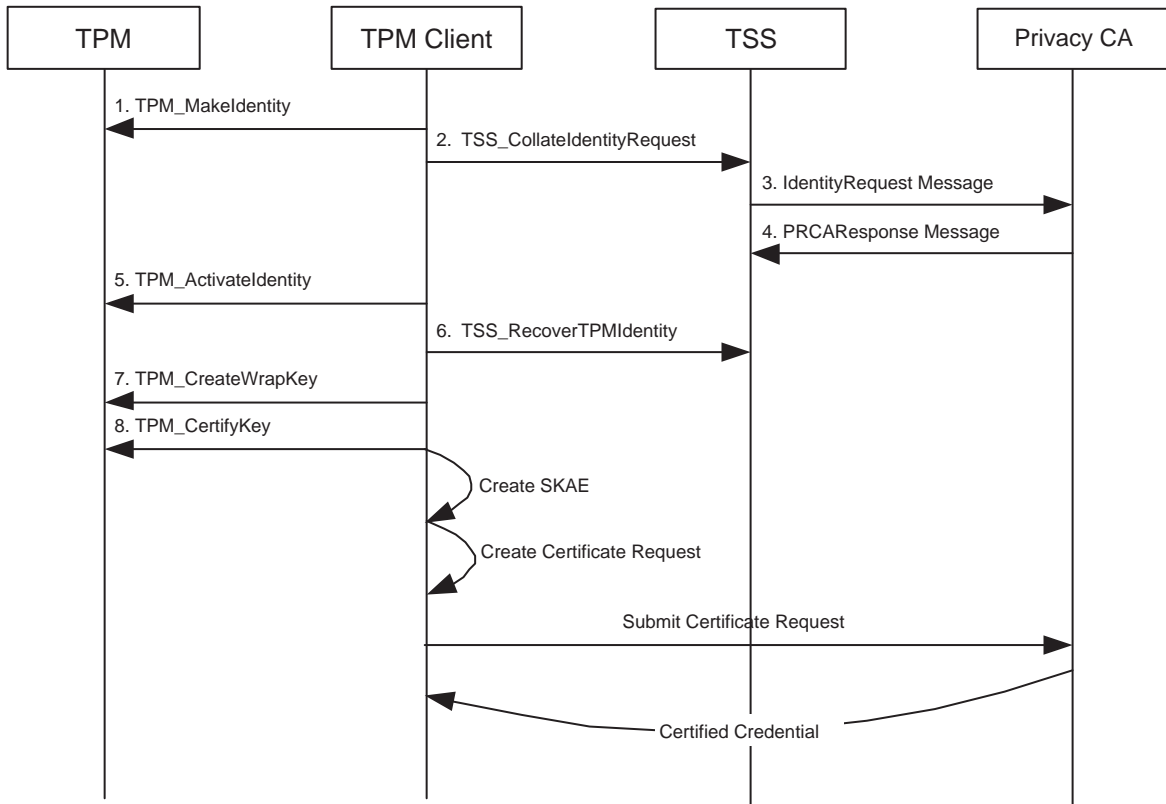 TPM
TPM Client
TSS
Privacy CA
1. TPM_MakeIdentity
2. TSS_CollateIdentityRequest
3. IdentityRequest Message
4. PRCAResponse Message
5. TPM_ActivateIdentity
6. TSS_RecoverTPMIdentity
7. TPM_CreateWrapKey
8. TPM_CertifyKey
Create SKAE
Create Certificate Request
Submit Certificate Request
Certified Credential